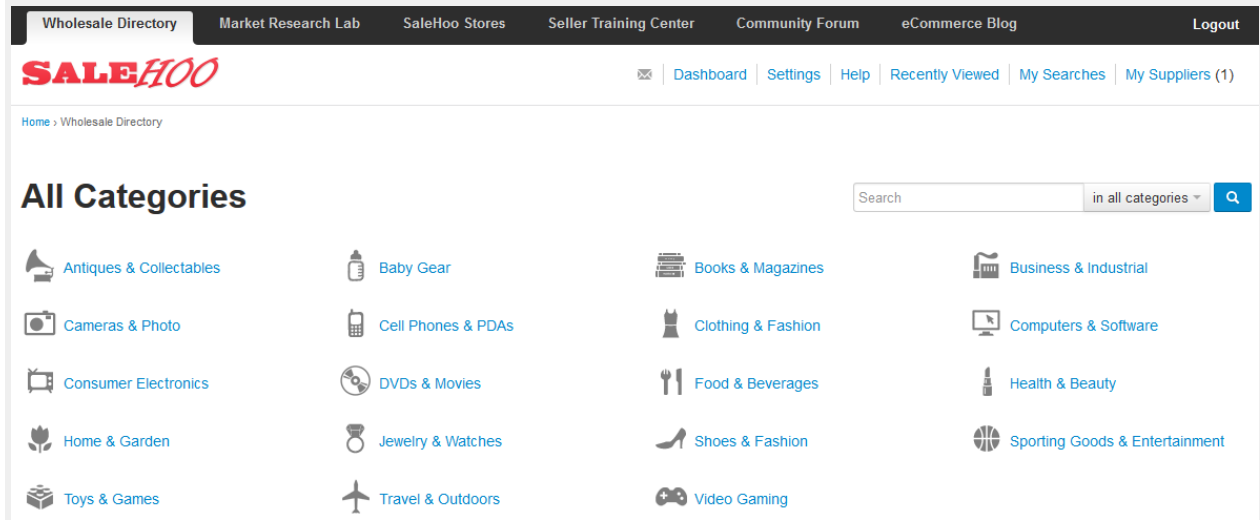 Wholesale Directory Market Research Lab SaleHoo Stores Seller Training Center Community Forum eCommerce Blog Logout
SALEHOO Dashboard Settings Help Recently Viewed My Searches My Suppliers (1)
Home › Wholesale Directory
All Categories Search in all categories
Antiques & Collectables Baby Gear Books & Magazines Business & Industrial
Cameras & Photo Cell Phones & PDAs Clothing & Fashion Computers & Software
Consumer Electronics DVDs & Movies Food & Beverages Health & Beauty
Home & Garden Jewelry & Watches Shoes & Fashion Sporting Goods & Entertainment
Toys & Games Travel & Outdoors Video Gaming